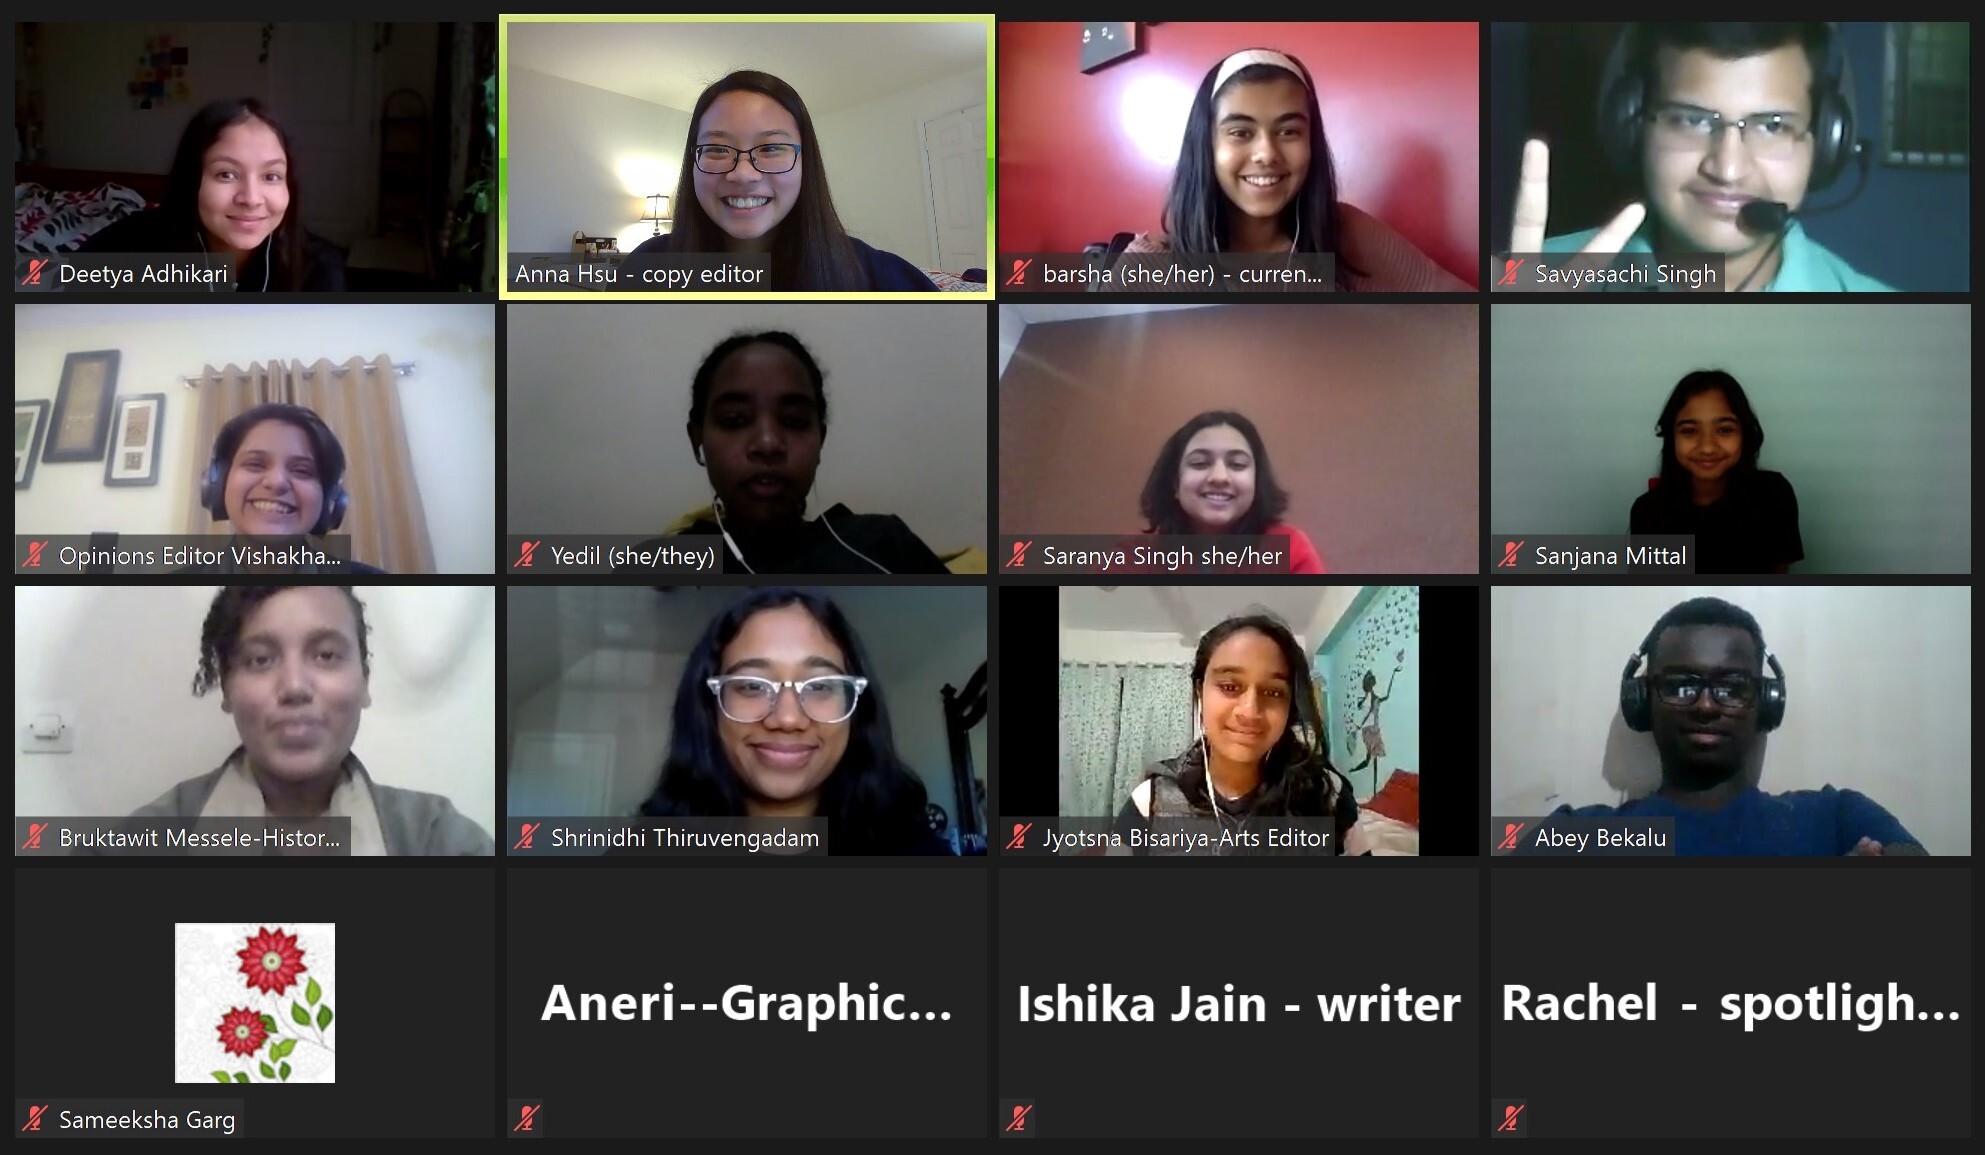 Deetya Adhikari
Anna Hsu - copy editor
barsha (she/her) - curren...
Savyasachi Singh
Opinions Editor Vishakha...
Yedil (she/they)
Saranya Singh she/her
Sanjana Mittal
Bruktawit Messele-Histor...
Shrinidhi Thiruvengadam
Jyotsna Bisariya-Arts Editor
Abey Bekalu
Sameeksha Garg
Aneri--Graphic...
Ishika Jain - writer
Rachel - spotligh...